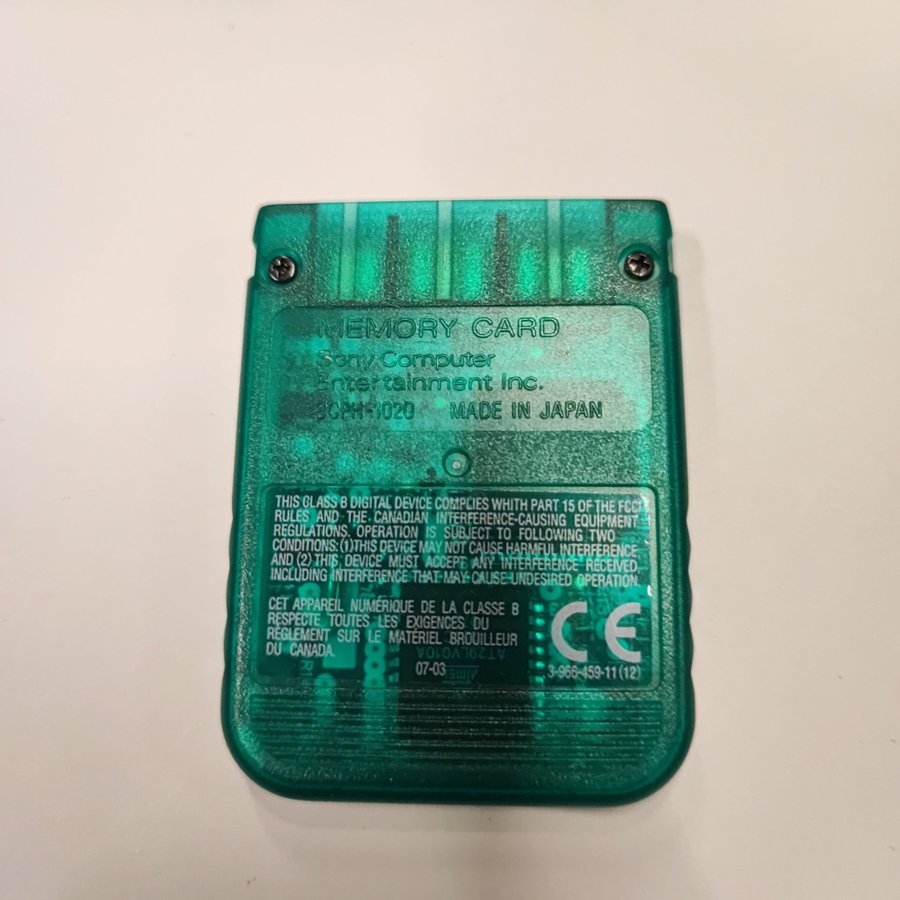 MEMORY CARD
Sony Computer
Entertainment Inc.
SCPH-1020 MADE IN JAPAN
THIS CLASS B DIGITAL DEVICE COMPLIES WHITH PART 15 OF THE FCC
RULES AND THE CANADIAN INTERFERENCE-CAUSING EQUIPMENT
REGULATIONS. OPERATION IS SUBJECT TO FOLLOWING TWO
CONDITIONS: (1) THIS DEVICE MAY NOT CAUSE HARMFUL INTERFERENCE
AND (2) THIS DEVICE MUST ACCEPT ANY INTERFERENCE RECEIVED,
INCLUDING INTERFERENCE THAT MAY CAUSE UNDESIRED OPERATION.
CET APPAREIL NUMÉRIQUE DE LA CLASSE B
RESPECTE TOUTES LES EXIGENCES DU
RÈGLEMENT SUR LE MATÉRIEL BROUILLEUR
DU CANADA.
AT29LV010A
07-03
3-966-459-11 (12)
CE